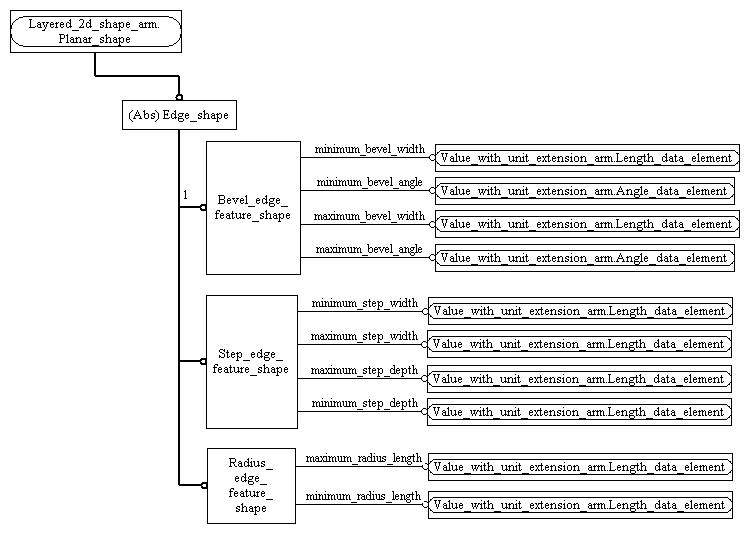 Layered_2d_shape_arm.
Planar_shape
(Abs) Edge_shape
1
Bevel_edge_
feature_shape
minimum_bevel_width
Value_with_unit_extension_arm.Length_data_element
minimum_bevel_angle
Value_with_unit_extension_arm.Angle_data_element
maximum_bevel_width
Value_with_unit_extension_arm.Length_data_element
maximum_bevel_angle
Value_with_unit_extension_arm.Angle_data_element
Step_edge_
feature_shape
minimum_step_width
Value_with_unit_extension_arm.Length_data_element
maximum_step_width
Value_with_unit_extension_arm.Length_data_element
maximum_step_depth
Value_with_unit_extension_arm.Length_data_element
minimum_step_depth
Value_with_unit_extension_arm.Length_data_element
Radius_
edge_
feature_
shape
maximum_radius_length
Value_with_unit_extension_arm.Length_data_element
minimum_radius_length
Value_with_unit_extension_arm.Length_data_element